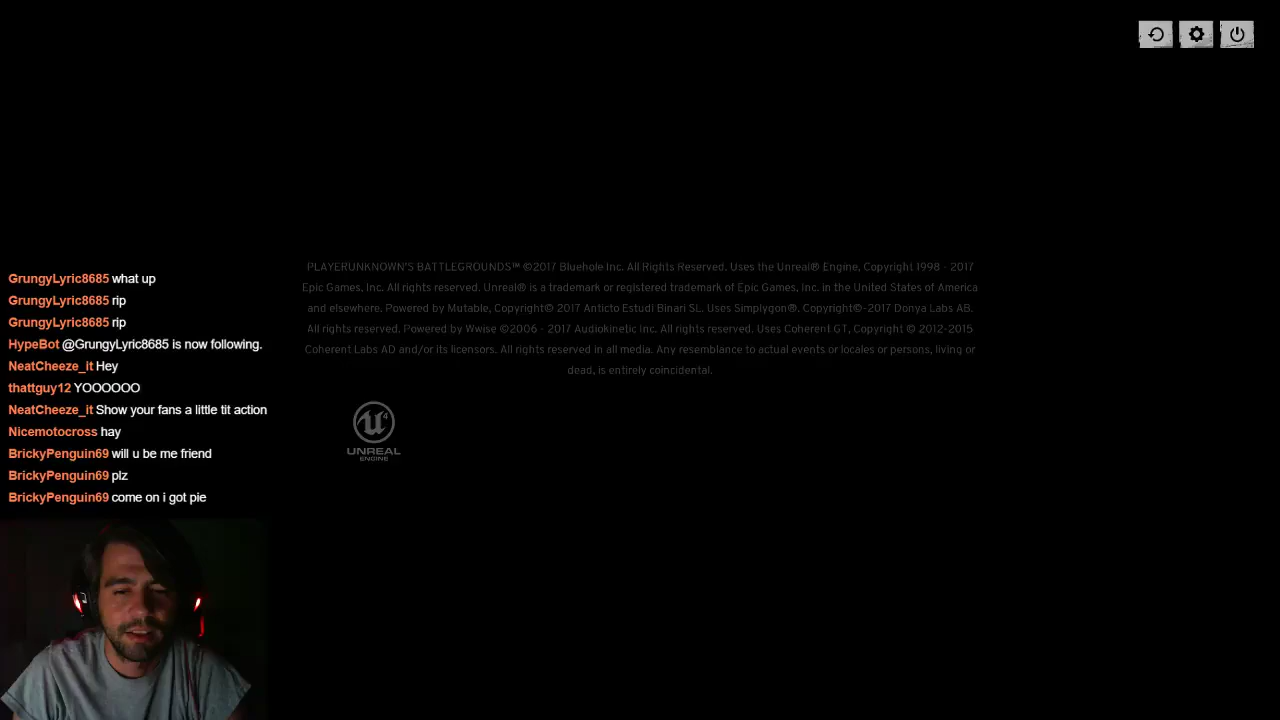 PLAYERUNKNOWN'S BATTLEGROUNDS™ ©2017 Bluehole Inc. All Rights Reserved. Uses the Unreal® Engine, Copyright 1998 - 2017
Epic Games, Inc. All rights reserved. Unreal® is a trademark or registered trademark of Epic Games, Inc. in the United States of America
and elsewhere. Powered by Mutable, Copyright© 2017 Anticto Estudi Binari SL. Uses Simplygon®. Copyright©-2017 Donya Labs AB.
All rights reserved. Powered by Wwise ©2006 - 2017 Audiokinetic Inc. All rights reserved. Uses Coherent GT, Copyright © 2012-2015
Coherent Labs AD and/or its licensors. All rights reserved in all media. Any resemblance to actual events or locales or persons, living or
dead, is entirely coincidental.
UNREAL
ENGINE
GrungyLyric8685 what up
GrungyLyric8685 rip
GrungyLyric8685 rip
HypeBot @GrungyLyric8685 is now following.
NeatCheeze_it Hey
thattguy12 YOOOOOO
NeatCheeze_it Show your fans a little tit action
Nicemotocross hay
BrickyPenguin69 will u be me friend
BrickyPenguin69 plz
BrickyPenguin69 come on i got pie